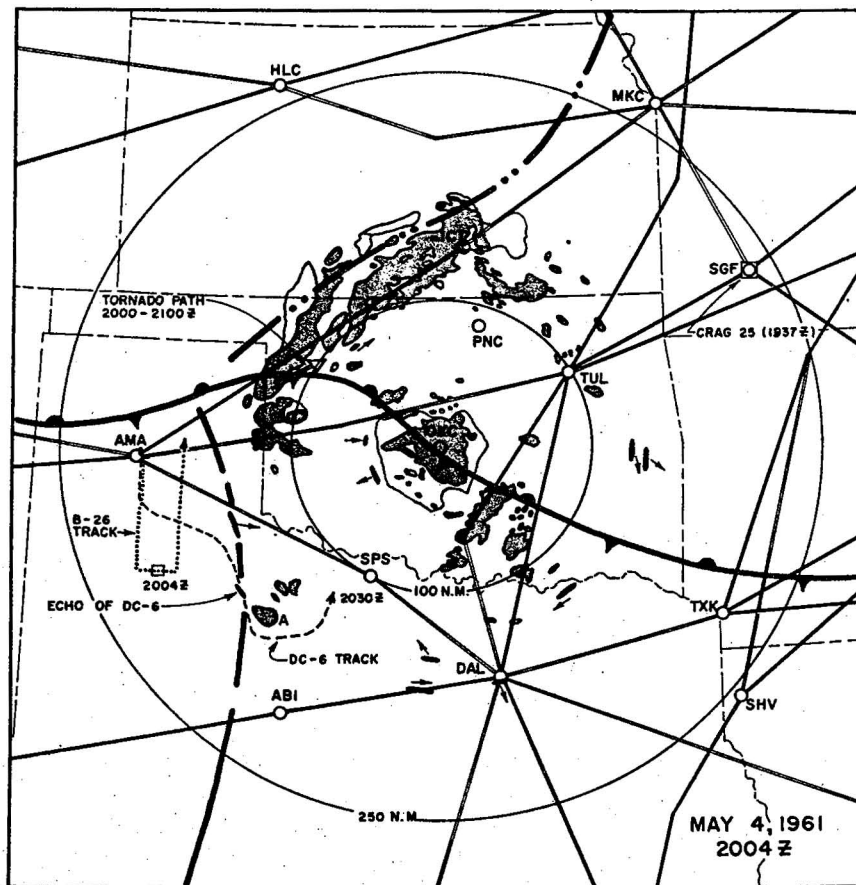 HLC
MKC
SGF
TORNADO PATH
2000-2100 Z
PNC
CRAG 25 (1937 Z)
TUL
AMA
B-26
TRACK
2004 Z
SPS
100 N.M.
ECHO OF DC-6
2030 Z
A
TXK
DC-6 TRACK
DAL
ABI
SHV
250 N.M.
MAY 4, 1961
2004 Z